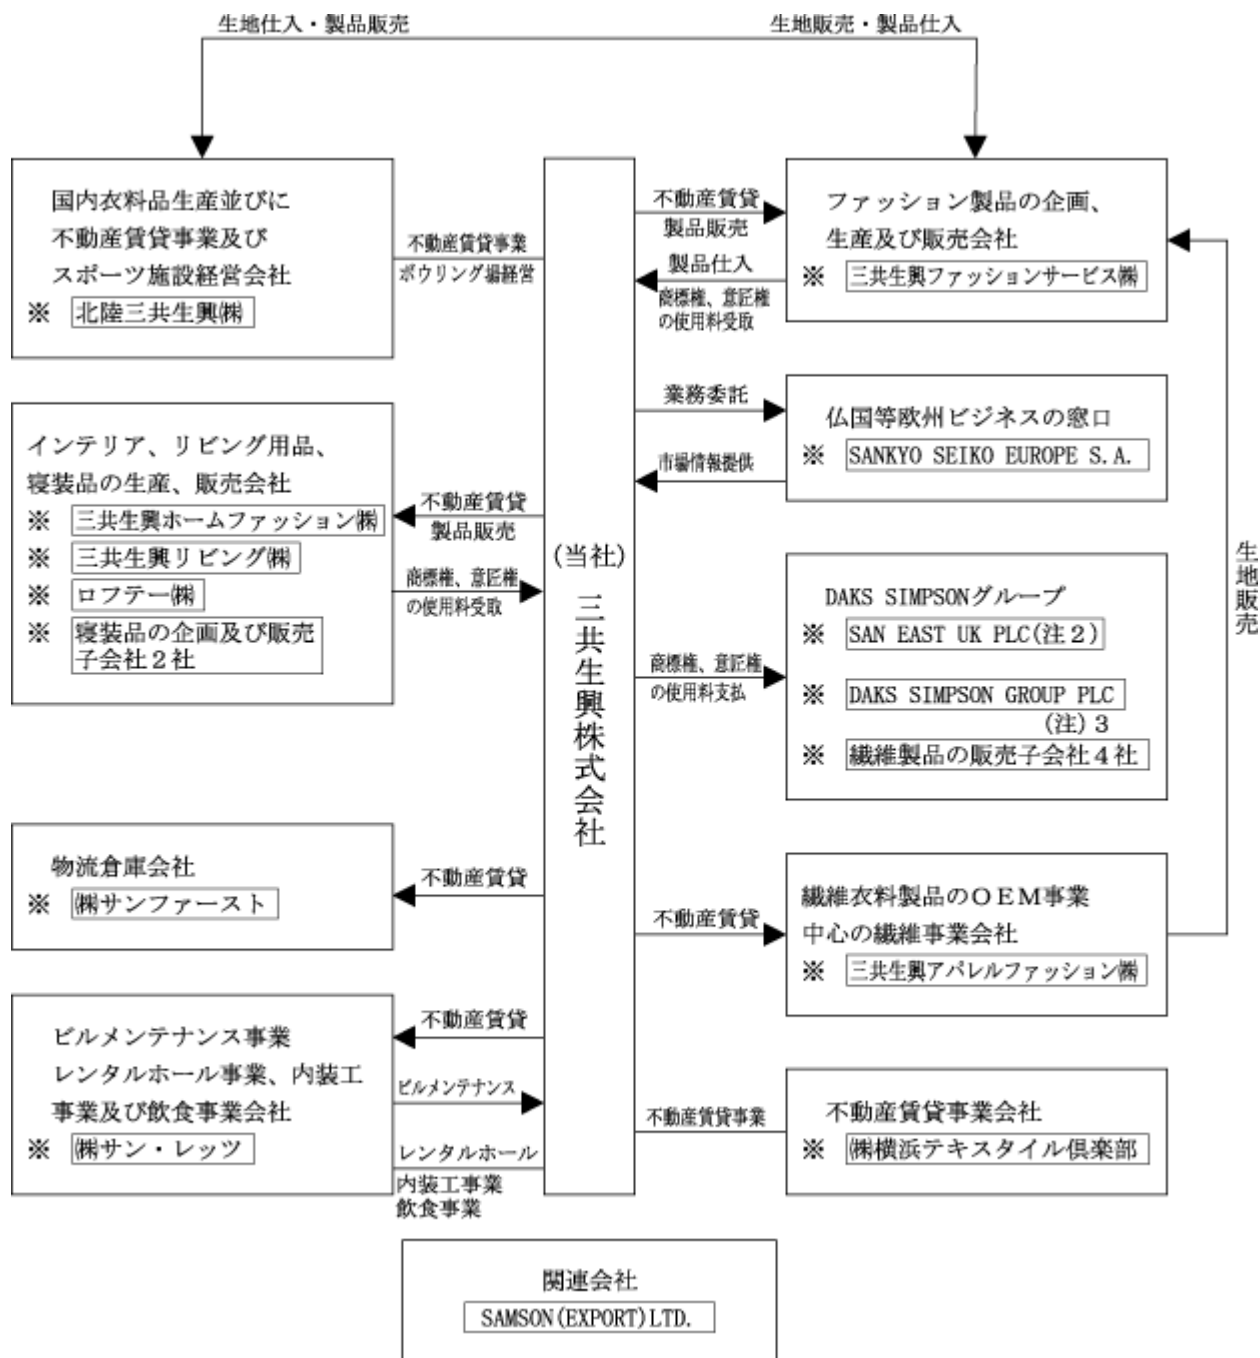 生地仕入・製品販売
生地販売・製品仕入
国内衣料品生産並びに
不動産賃貸事業及び
スポーツ施設経営会社
※ 北陸三共生興㈱
不動産賃貸事業
ボウリング場経営
インテリア、リビング用品、
寝装品の生産、販売会社
※ 三共生興ホームファッション㈱
※ 三共生興リビング㈱
※ ロフテー㈱
※ 寝装品の企画及び販売
子会社2社
不動産賃貸
製品販売
商標権、意匠権
の使用料受取
物流倉庫会社
※ ㈱サンファースト
不動産賃貸
ビルメンテナンス事業
レンタルホール事業、内装工
事業及び飲食事業会社
※ ㈱サン・レッツ
不動産賃貸
ビルメンテナンス
レンタルホール
内装工事業
飲食事業
(当社)
三共生興株式会社
不動産賃貸
製品販売
製品仕入
商標権、意匠権
の使用料受取
ファッション製品の企画、
生産及び販売会社
※ 三共生興ファッションサービス㈱
業務委託
市場情報提供
仏国等欧州ビジネスの窓口
※ SANKYO SEIKO EUROPE S.A.
商標権、意匠権
の使用料支払
DAKS SIMPSONグループ
※ SAN EAST UK PLC(注2)
※ DAKS SIMPSON GROUP PLC
(注)3
※ 繊維製品の販売子会社4社
不動産賃貸
繊維衣料製品のOEM事業
中心の繊維事業会社
※ 三共生興アパレルファッション㈱
生地販売
不動産賃貸事業
不動産賃貸事業会社
※ ㈱横浜テキスタイル倶楽部
関連会社
SAMSON(EXPORT)LTD.